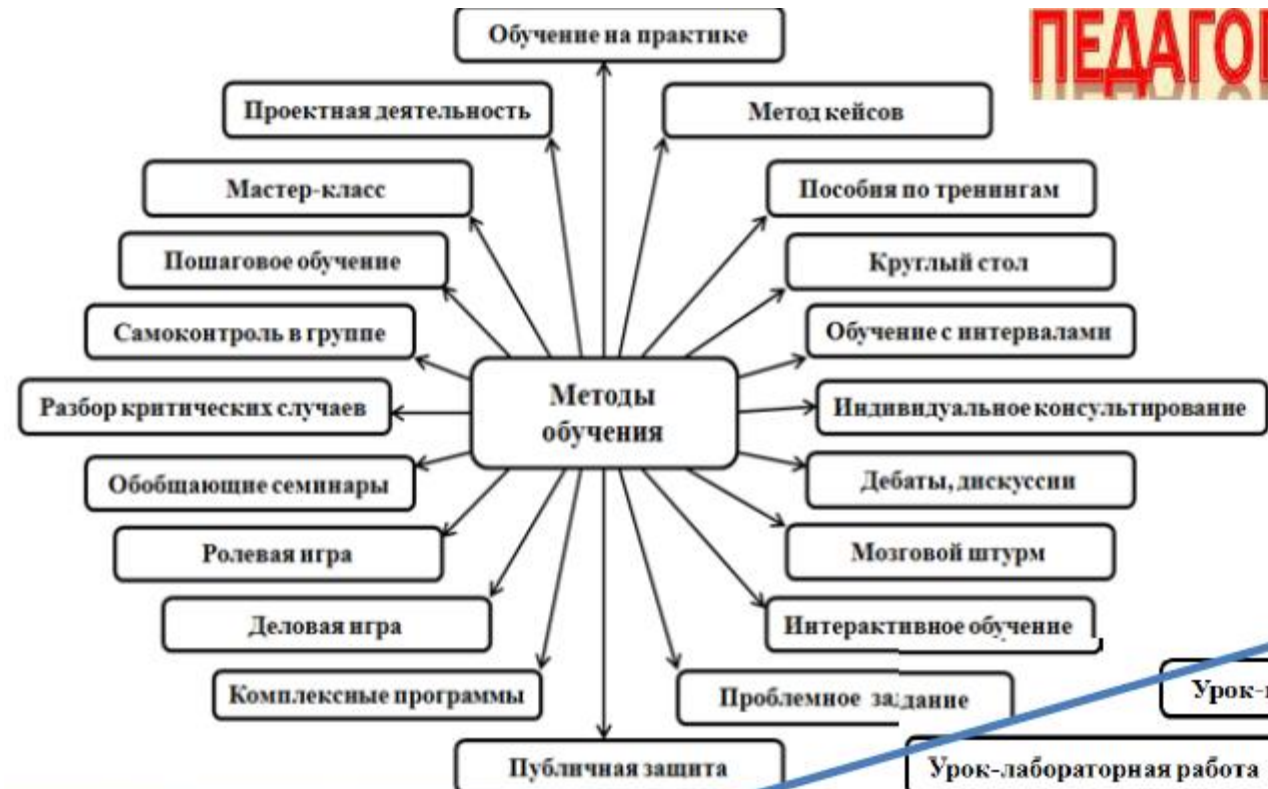 Обучение на практике
Проектная деятельность
Метод кейсов
Мастер-класс
Пособия по тренингам
Пошаговое обучение
Круглый стол
Самоконтроль в группе
Обучение с интервалами
Методы
обучения
Разбор критических случаев
Индивидуальное консультирование
Обобщающие семинары
Дебаты, дискуссии
Ролевая игра
Мозговой штурм
Деловая игра
Интерактивное обучение
Комплексные программы
Проблемное задание
Урок-
Публичная защита
Урок-лабораторная работа